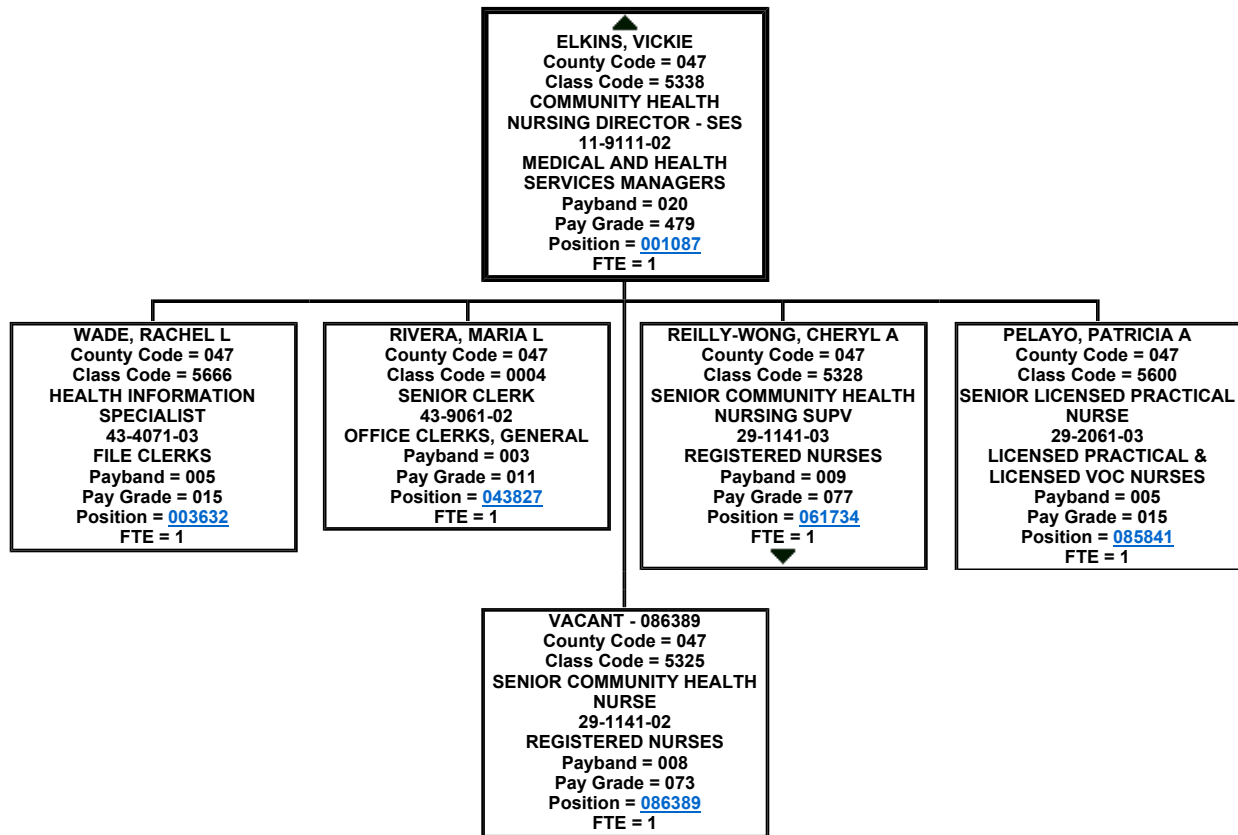 ELKINS, VICKIE
County Code = 047
Class Code = 5338
COMMUNITY HEALTH
NURSING DIRECTOR - SES
11-9111-02
MEDICAL AND HEALTH
SERVICES MANAGERS
Payband = 020
Pay Grade = 479
Position = 001087
FTE = 1
WADE, RACHEL L
County Code = 047
Class Code = 5666
HEALTH INFORMATION
SPECIALIST
43-4071-03
FILE CLERKS
Payband = 005
Pay Grade = 015
Position = 003632
FTE = 1
RIVERA, MARIA L
County Code = 047
Class Code = 0004
SENIOR CLERK
43-9061-02
OFFICE CLERKS, GENERAL
Payband = 003
Pay Grade = 011
Position = 043827
FTE = 1
REILLY-WONG, CHERYL A
County Code = 047
Class Code = 5328
SENIOR COMMUNITY HEALTH
NURSING SUPV
29-1141-03
REGISTERED NURSES
Payband = 009
Pay Grade = 077
Position = 061734
FTE = 1
PELAYO, PATRICIA A
County Code = 047
Class Code = 5600
SENIOR LICENSED PRACTICAL
NURSE
29-2061-03
LICENSED PRACTICAL &
LICENSED VOC NURSES
Payband = 005
Pay Grade = 015
Position = 085841
FTE = 1
VACANT - 086389
County Code = 047
Class Code = 5325
SENIOR COMMUNITY HEALTH
NURSE
29-1141-02
REGISTERED NURSES
Payband = 008
Pay Grade = 073
Position = 086389
FTE = 1